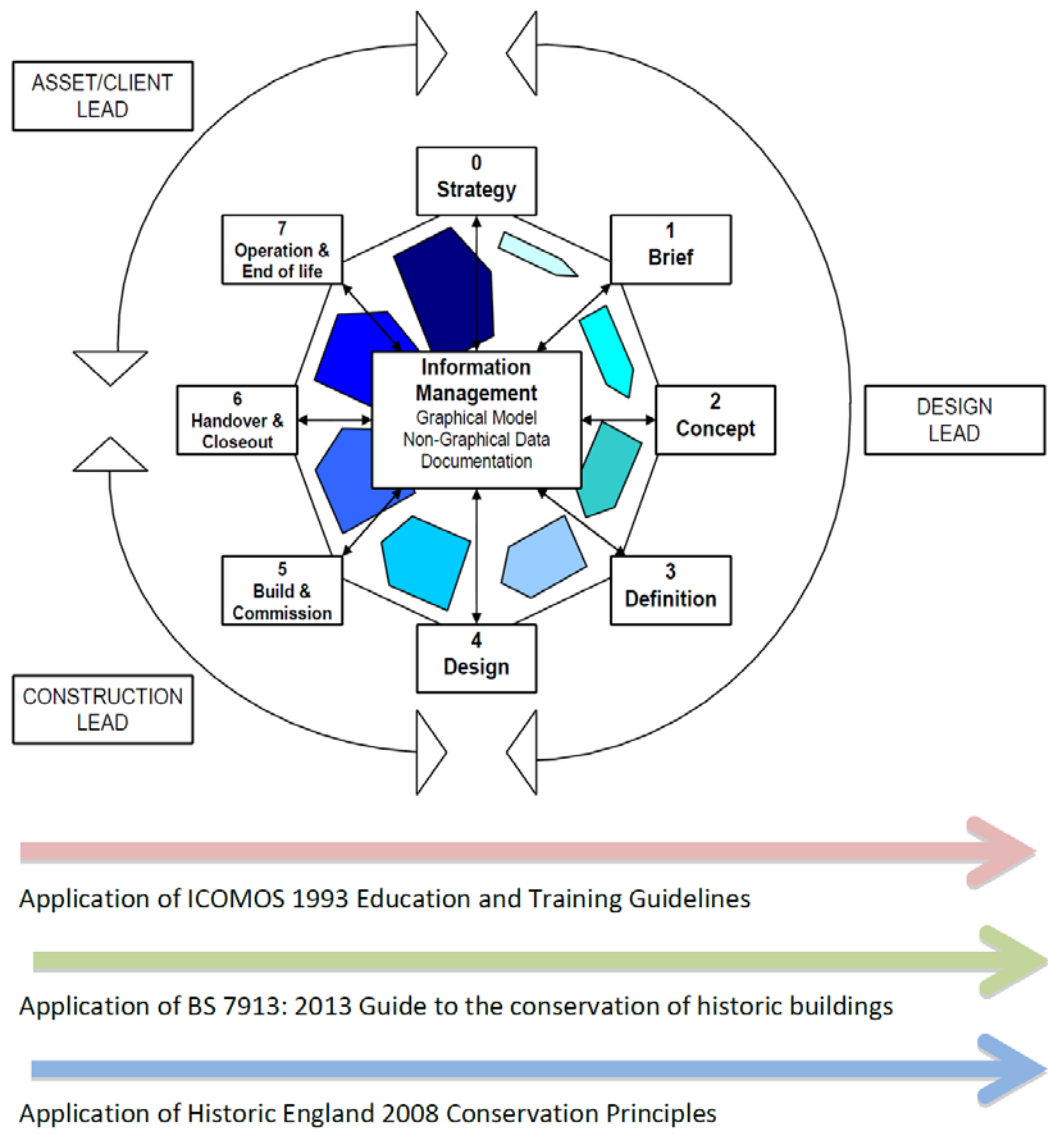 ASSET/CLIENT
LEAD
0
Strategy
7
Operation &
End of life
1
Brief
Information
Management
Graphical Model
Non-Graphical Data
Documentation
6
Handover &
Closeout
2
Concept
DESIGN
LEAD
5
Build &
Commission
3
Definition
4
Design
CONSTRUCTION
LEAD
Application of ICOMOS 1993 Education and Training Guidelines
Application of BS 7913: 2013 Guide to the conservation of historic buildings
Application of Historic England 2008 Conservation Principles